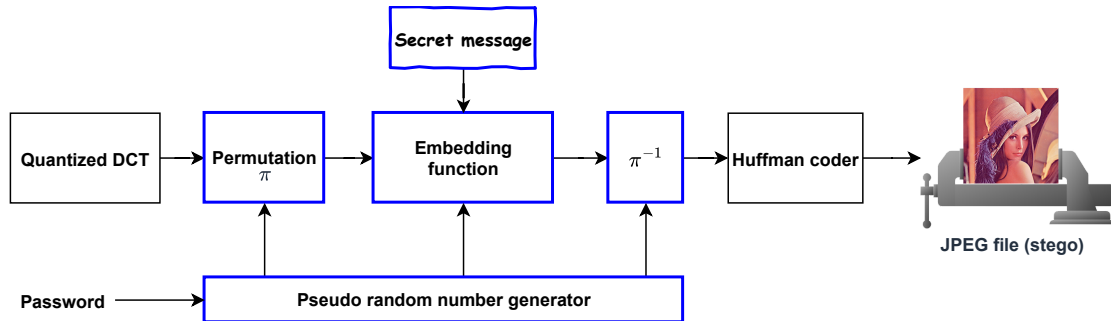 Secret message
Quantized DCT
Permutation
π
Embedding
function
π⁻¹
Huffman coder
JPEG file (stego)
Password
Pseudo random number generator